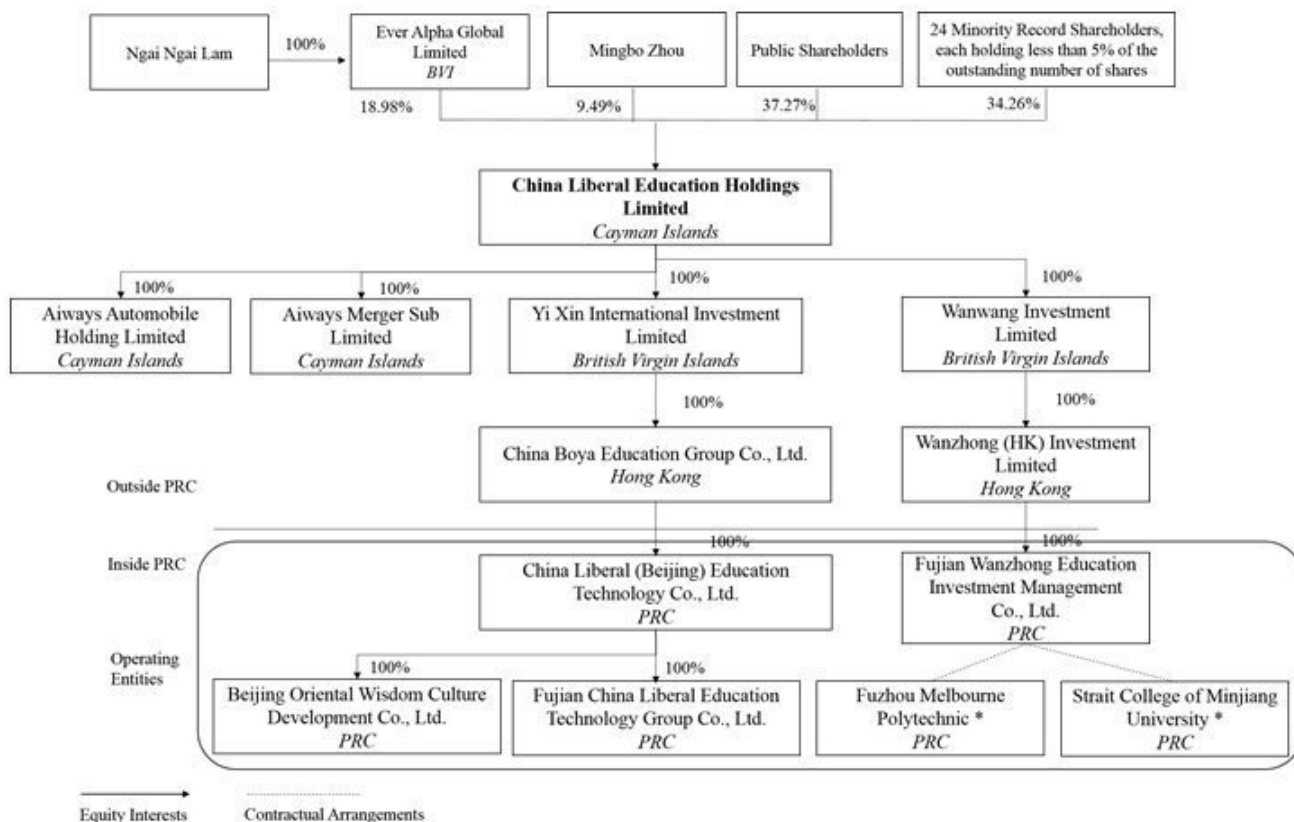 Ngai Ngai Lam
100%
Ever Alpha Global
Limited
BVI
Mingbo Zhou
Public Shareholders
24 Minority Record Shareholders,
each holding less than 5% of the
outstanding number of shares
18.98%
9.49%
37.27%
34.26%
China Liberal Education Holdings
Limited
Cayman Islands
100%
100%
100%
100%
Aiways Automobile
Holding Limited
Cayman Islands
Aiways Merger Sub
Limited
Cayman Islands
Yi Xin International Investment
Limited
British Virgin Islands
Wanwang Investment
Limited
British Virgin Islands
100%
100%
China Boya Education Group Co., Ltd.
Hong Kong
Wanzhong (HK) Investment
Limited
Hong Kong
Outside PRC
Inside PRC
100%
100%
China Liberal (Beijing) Education
Technology Co., Ltd.
PRC
Fujian Wanzhong Education
Investment Management
Co., Ltd.
PRC
Operating
Entities
100%
100%
Beijing Oriental Wisdom Culture
Development Co., Ltd.
PRC
Fujian China Liberal Education
Technology Group Co., Ltd.
PRC
Fuzhou Melbourne
Polytechnic *
PRC
Strait College of Minjiang
University *
PRC
Equity Interests
Contractual Arrangements